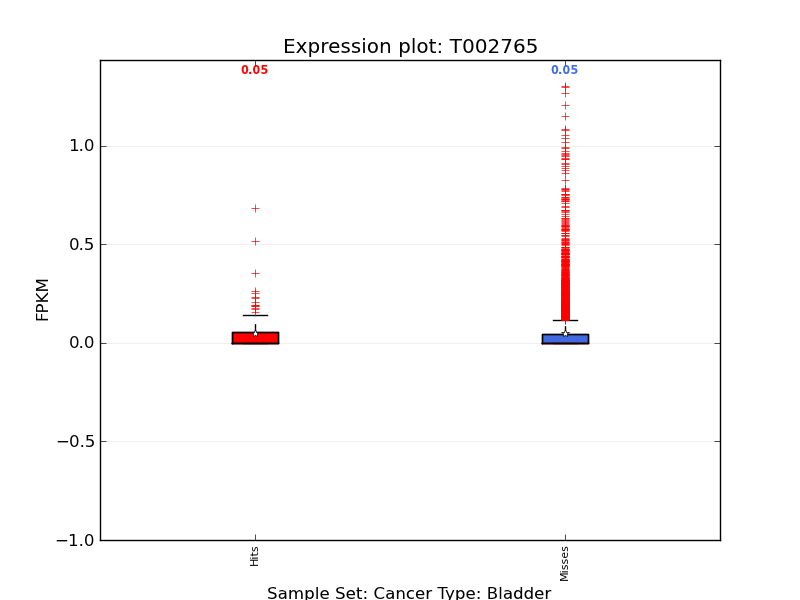 Expression plot: T002765
0.05
0.05
1.0
0.5
0.0
−0.5
−1.0
FPKM
Hits
Misses
Sample Set: Cancer Type: Bladder